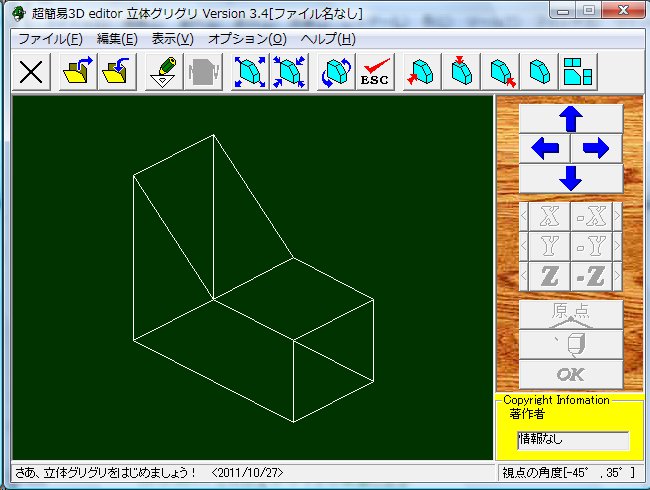 超簡易3D editor 立体グリグリ Version 3.4[ファイル名なし]
ファイル(F) 編集(E) 表示(V) オプション(O) ヘルプ(H)
ESC
X -X
Y -Y
Z -Z
原点
OK
Copyright Infomation
著作者
情報なし
さあ、立体グリグリをはじめましょう! <2011/10/27>
視点の角度[-45° , 35° ]